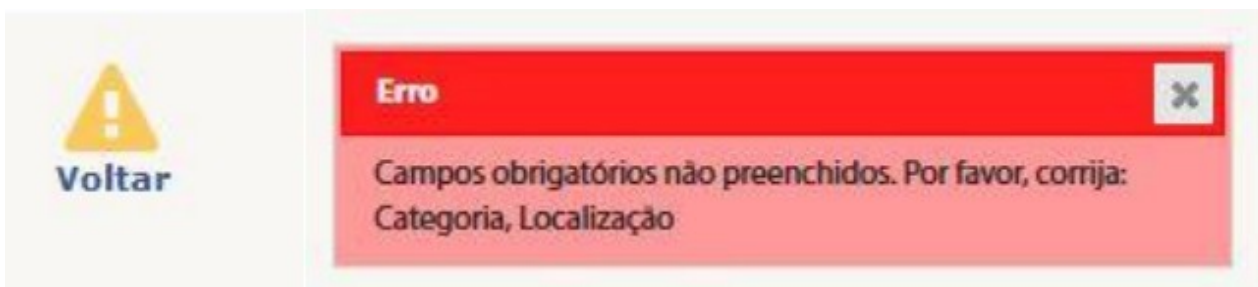 Voltar
Erro
Campos obrigatórios não preenchidos. Por favor, corrija:
Categoria, Localização